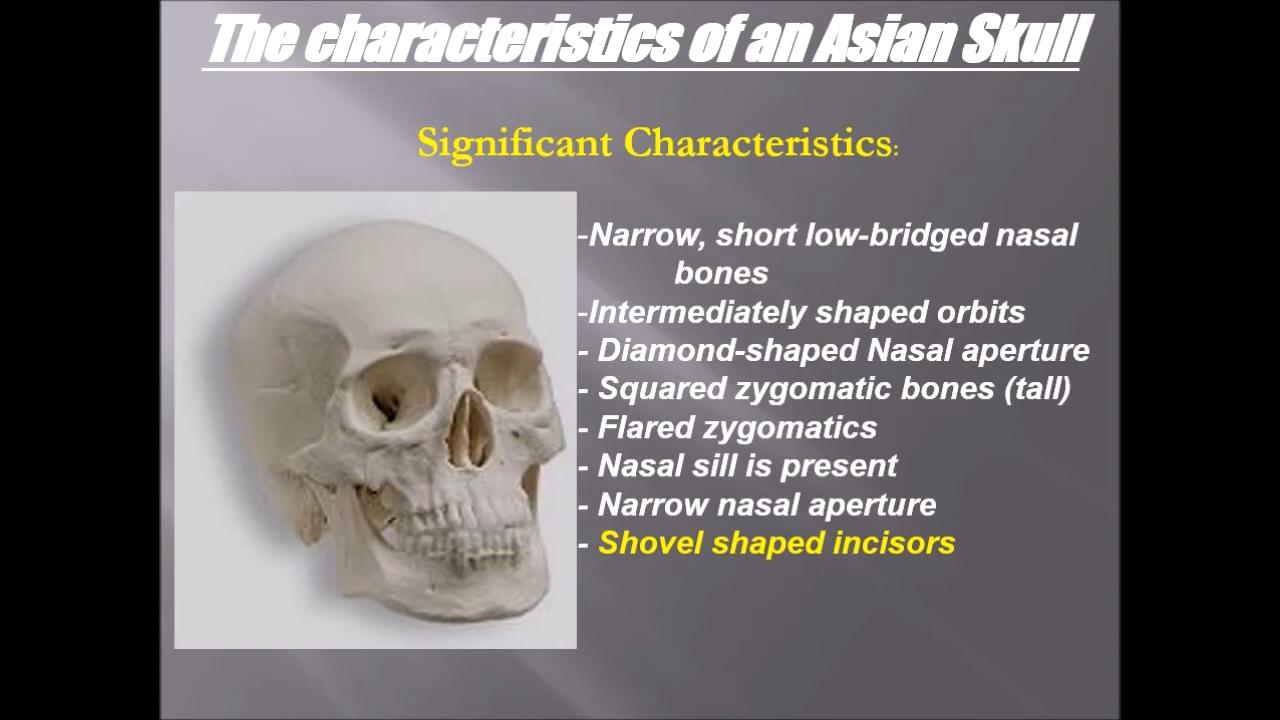 The characteristics of an Asian Skull
Significant Characteristics:
-Narrow, short low-bridged nasal
bones
-Intermediately shaped orbits
- Diamond-shaped Nasal aperture
- Squared zygomatic bones (tall)
- Flared zygomatics
- Nasal sill is present
- Narrow nasal aperture
- Shovel shaped incisors